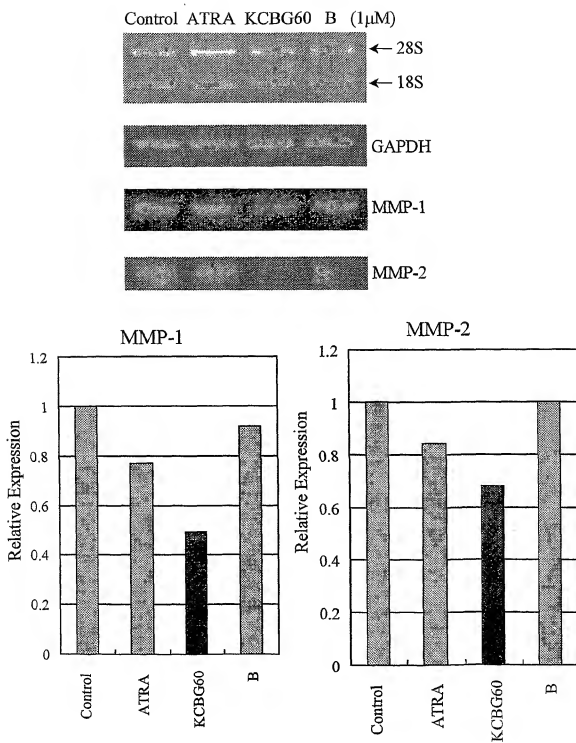 Control ATRA KCBG60 B (1μM)
28S
18S
GAPDH
MMP-1
MMP-2
MMP-1
1.2
1
0.8
0.6
0.4
0.2
0
Relative Expression
Control
ATRA
KCBG60
B
MMP-2
1.2
1
0.8
0.6
0.4
0.2
0
Relative Expression
Control
ATRA
KCBG60
B